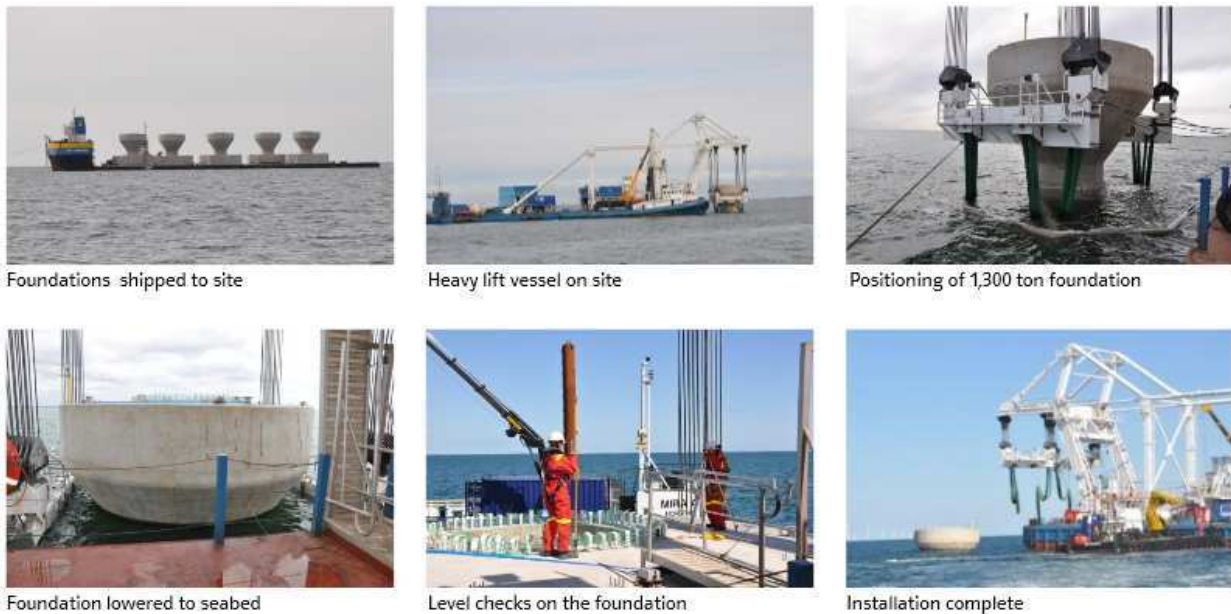 Foundations shipped to site
Heavy lift vessel on site
Positioning of 1,300 ton foundation
Foundation lowered to seabed
Level checks on the foundation
Installation complete